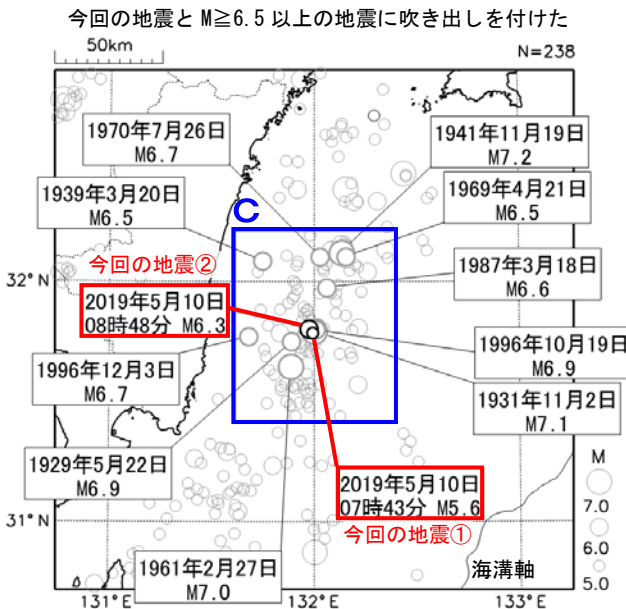 今回の地震とM≧6.5以上の地震に吹き出しを付けた
50km
N=238
1970年7月26日
M6.7
1941年11月19日
M7.2
1939年3月20日
M6.5
1969年4月21日
M6.5
C
今回の地震②
1987年3月18日
M6.6
32°N
2019年5月10日
08時48分 M6.3
1996年10月19日
M6.9
1996年12月3日
M6.7
1931年11月2日
M7.1
1929年5月22日
M6.9
2019年5月10日
07時43分 M5.6
今回の地震①
M
7.0
6.0
5.0
31°N
1961年2月27日
M7.0
海溝軸
131°E
132°E
133°E